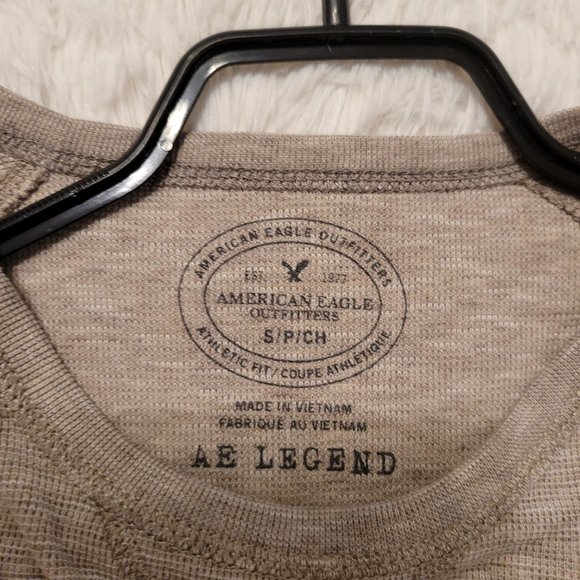 AMERICAN EAGLE OUTFITTERS
EST. 1977
AMERICAN EAGLE
OUTFITTERS
S/P/CH
ATHLETIC FIT / COUPE ATHLÉTIQUE
MADE IN VIETNAM
FABRIQUE AU VIETNAM
AE LEGEND